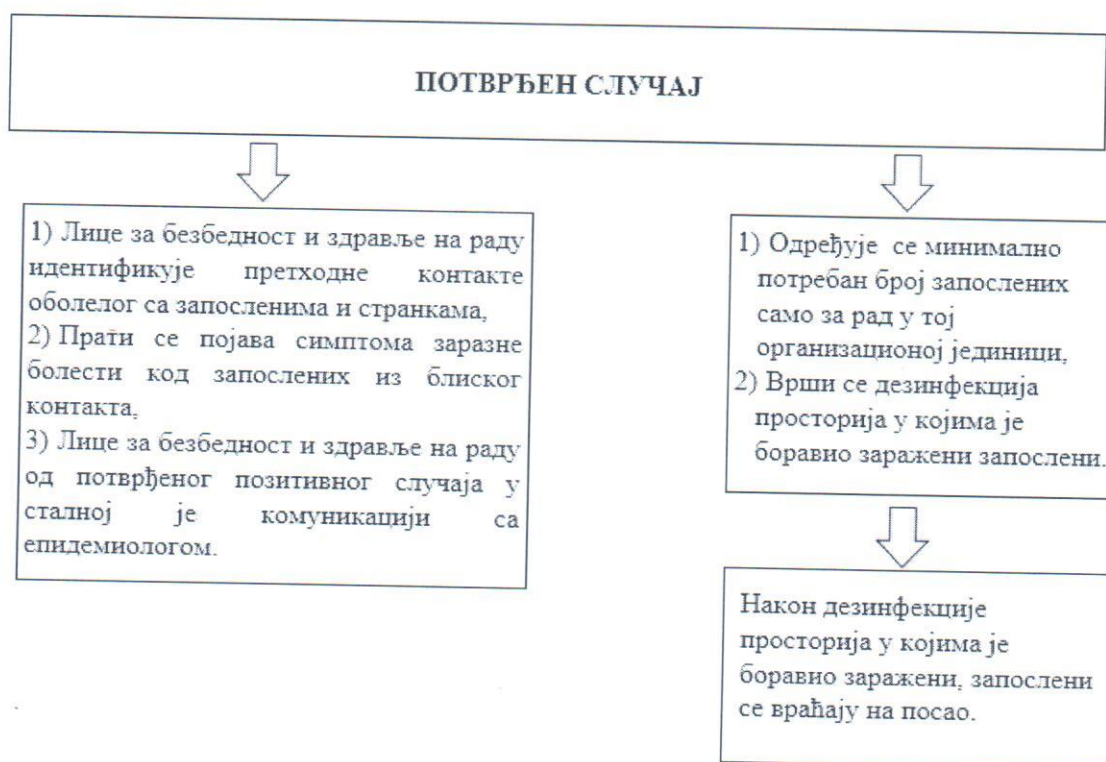 ПОТВРЂЕН СЛУЧАЈ
1) Лице за безбедност и здравље на раду
идентификује претходне контакте
оболелог са запосленима и странкама,
2) Прати се појава симптома заразне
болести код запослених из блиског
контакта,
3) Лице за безбедност и здравље на раду
од потврђеног позитивног случаја у
сталној је комуникацији са
епидемиологом.
1) Одређује се минимално
потребан број запослених
само за рад у тој
организационој јединици,
2) Врши се дезинфекција
просторија у којима је
боравио заражени запослени.
Након дезинфекције
просторија у којима је
боравио заражени, запослени
се враћају на посао.